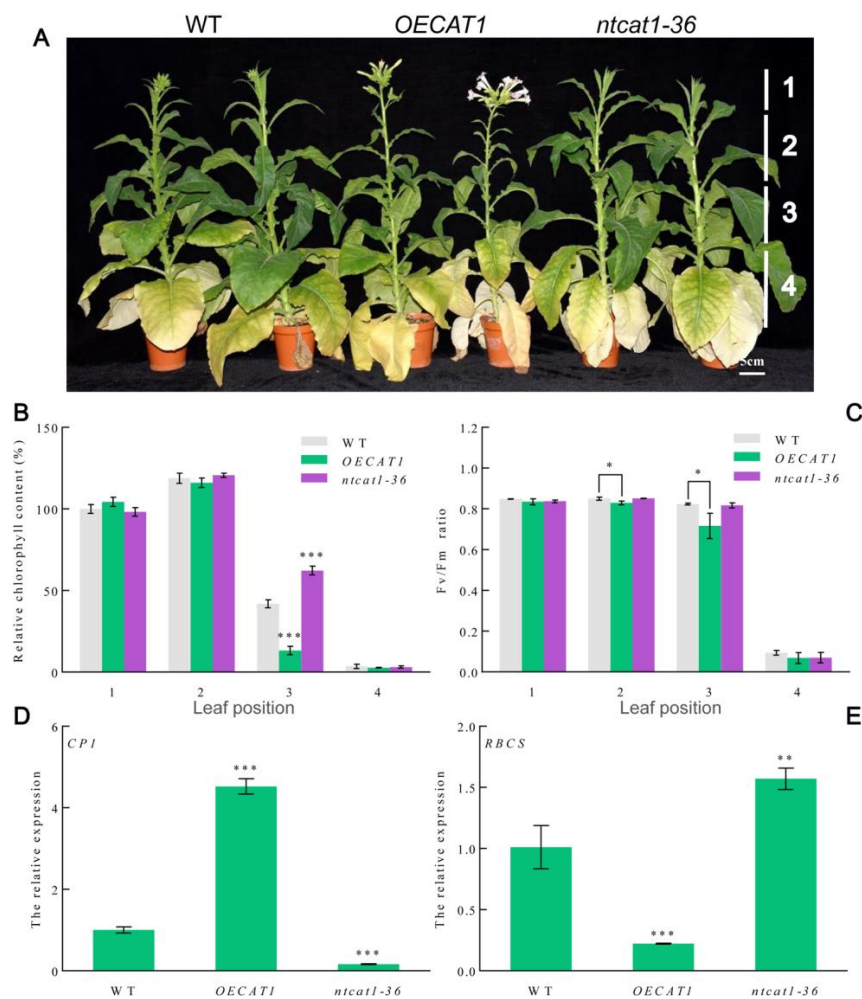 WT OECAT1 ntcat1-36
A
1
2
3
4
5cm
B
Relative chlorophyll content (%)
150
100
50
0
WT
OECAT1
ntcat1-36
***
***
1 2 3 4
Leaf position
C
Fv/Fm ratio
1.2
1.0
0.8
0.6
0.4
0.2
0.0
WT
OECAT1
ntcat1-36
*
*
1 2 3 4
Leaf position
D
CP1
The relative expression
6
4
2
0
***
***
WT OECAT1 ntcat1-36
E
RBCS
The relative expression
2.0
1.5
1.0
0.5
0.0
***
**
WT OECAT1 ntcat1-36